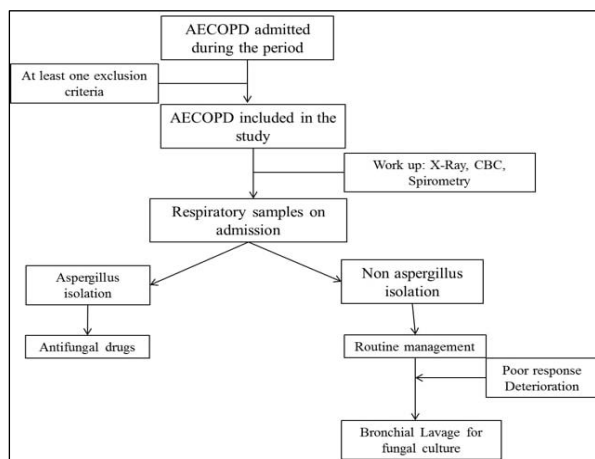 AECOPD admitted
during the period
At least one exclusion
criteria
AECOPD included in the
study
Work up: X-Ray, CBC,
Spirometry
Respiratory samples on
admission
Aspergillus
isolation
Non aspergillus
isolation
Antifungal drugs
Routine management
Poor response
Deterioration
Bronchial Lavage for
fungal culture